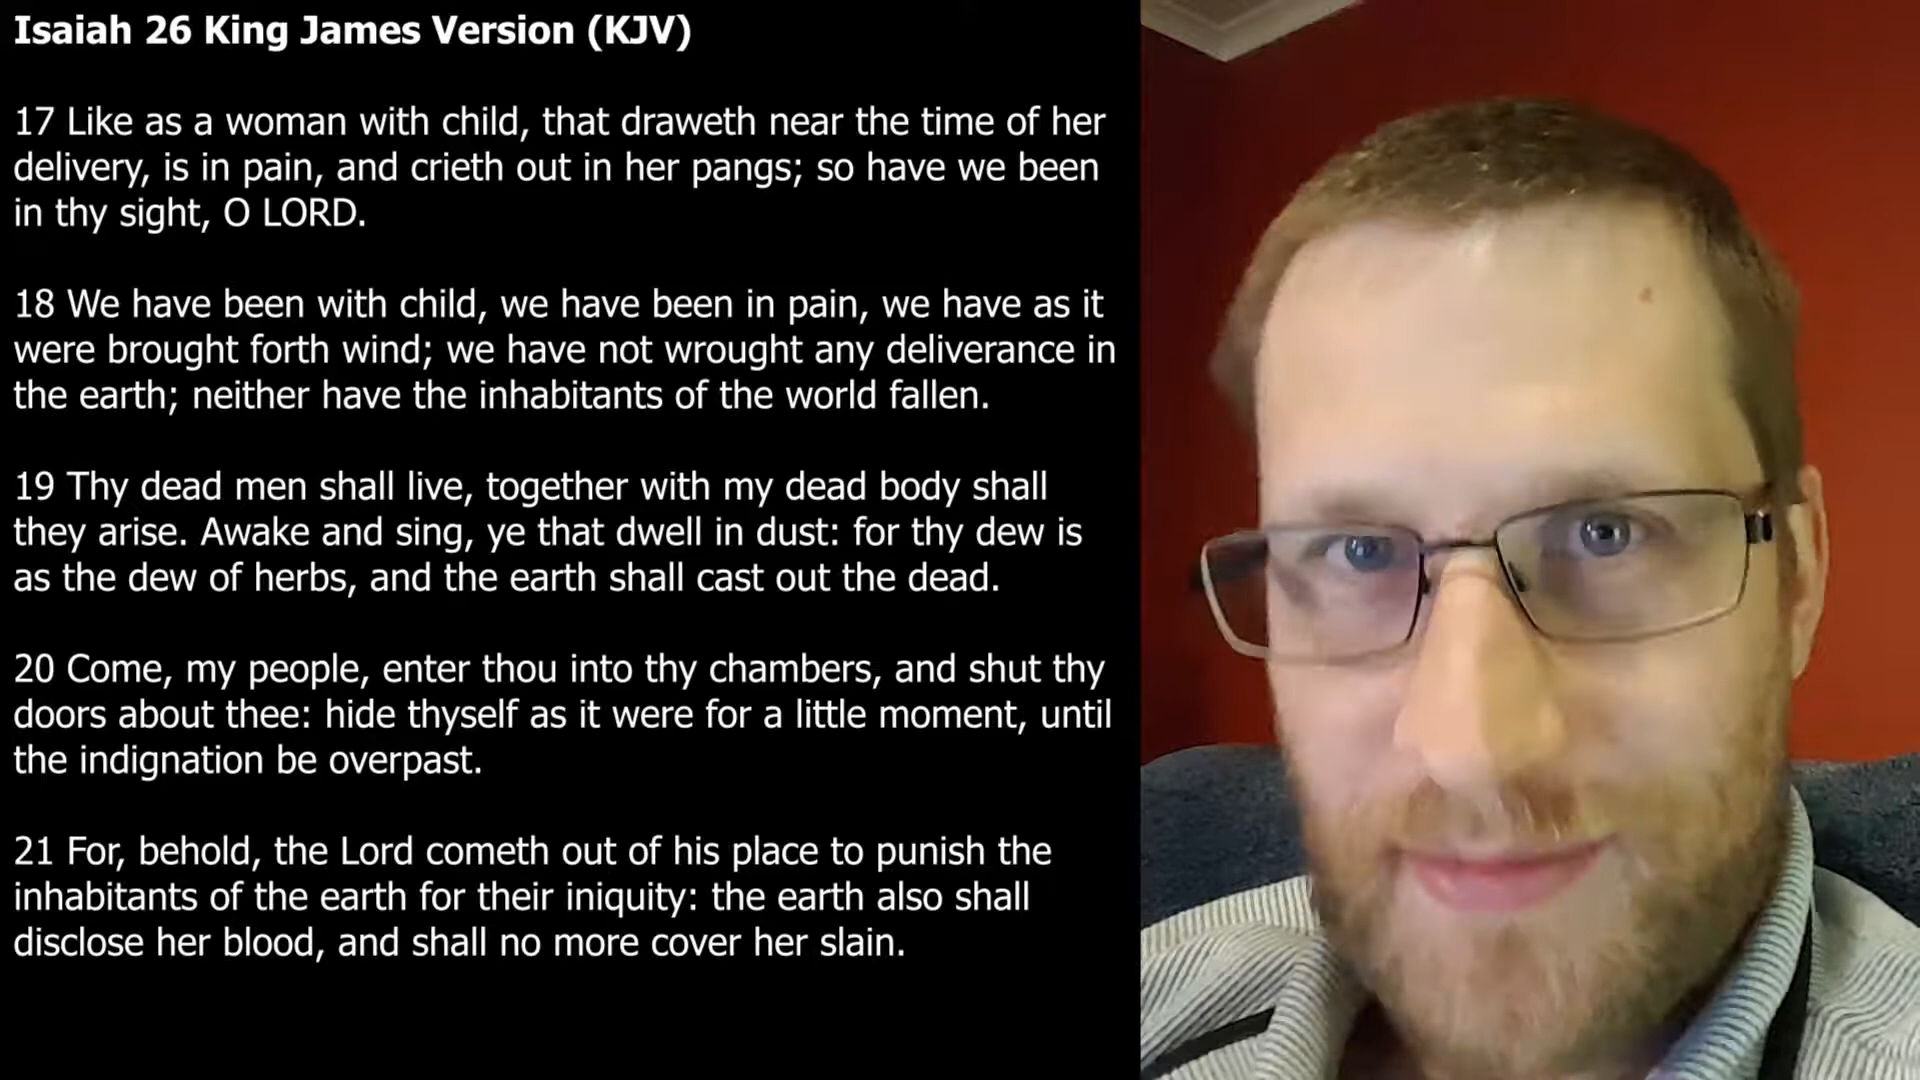 Isaiah 26 King James Version (KJV)
17 Like as a woman with child, that draweth near the time of her
delivery, is in pain, and crieth out in her pangs; so have we been
in thy sight, O LORD.
18 We have been with child, we have been in pain, we have as it
were brought forth wind; we have not wrought any deliverance in
the earth; neither have the inhabitants of the world fallen.
19 Thy dead men shall live, together with my dead body shall
they arise. Awake and sing, ye that dwell in dust: for thy dew is
as the dew of herbs, and the earth shall cast out the dead.
20 Come, my people, enter thou into thy chambers, and shut thy
doors about thee: hide thyself as it were for a little moment, until
the indignation be overpast.
21 For, behold, the Lord cometh out of his place to punish the
inhabitants of the earth for their iniquity: the earth also shall
disclose her blood, and shall no more cover her slain.